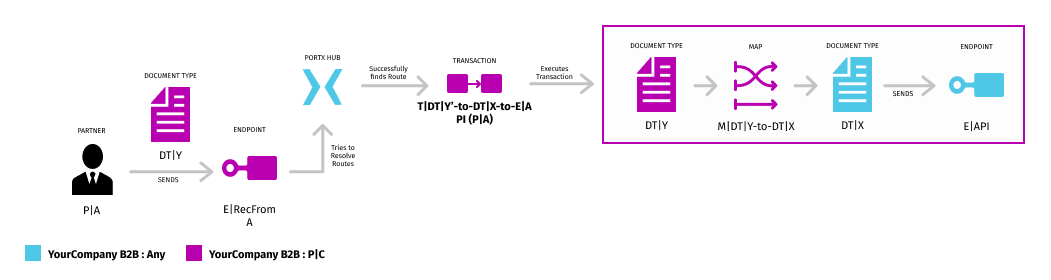 PARTNER
P|A
DOCUMENT TYPE
DT|Y
SENDS
ENDPOINT
E|RecFrom
A
PORTX HUB
Tries to
Resolve
Routes
Successfully
finds Route
TRANSACTION
T|DT|Y'-to-DT|X-to-E|A
PI (P|A)
Executes
Transaction
DOCUMENT TYPE
DT|Y
MAP
M|DT|Y-to-DT|X
DOCUMENT TYPE
DT|X
SENDS
ENDPOINT
E|API
YourCompany B2B : Any
YourCompany B2B : P|C